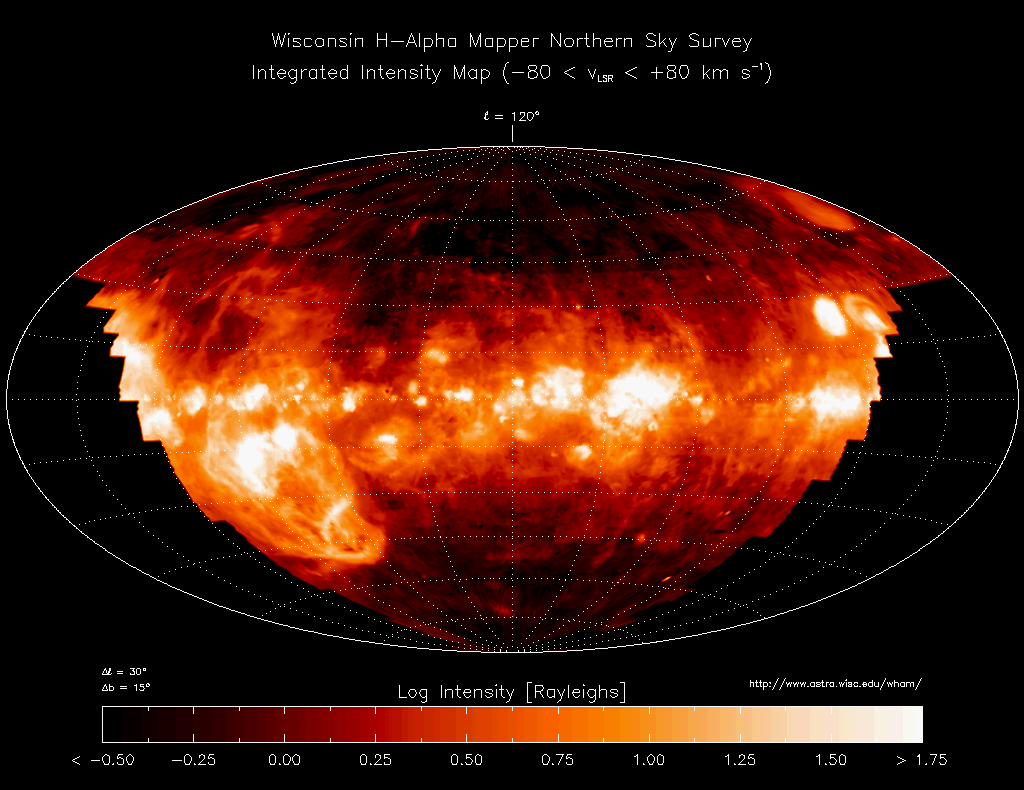 Wisconsin H-Alpha Mapper Northern Sky Survey
Integrated Intensity Map (-80 < vLSR < +80 km s⁻¹)
ℓ = 120°
Δℓ = 30°
Δb = 15°
Log Intensity [Rayleighs]
http://www.astro.wisc.edu/wham/
< -0.50 -0.25 0.00 0.25 0.50 0.75 1.00 1.25 1.50 > 1.75